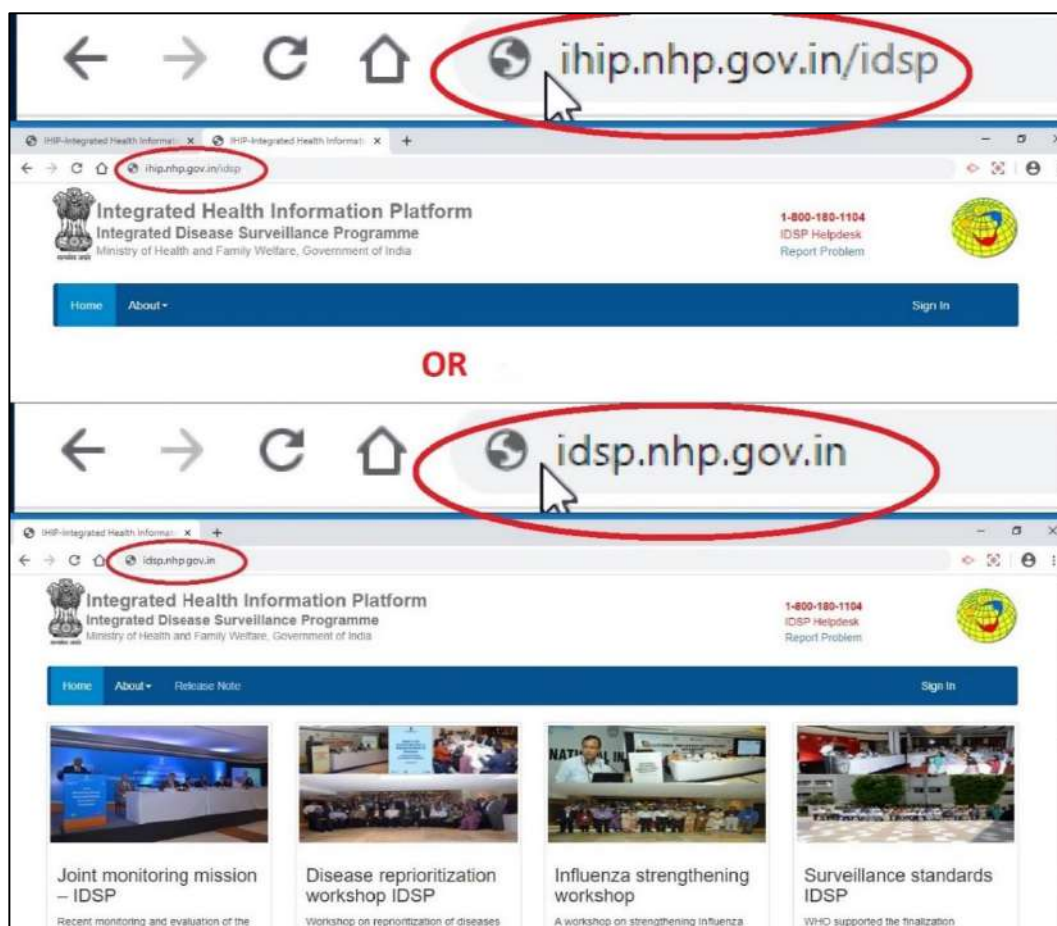 ihip.nhp.gov.in/idsp
IHIP-Integrated Health Informat
IHIP-Integrated Health Informat
ihip.nhp.gov.in/idsp
Integrated Health Information Platform
Integrated Disease Surveillance Programme
Ministry of Health and Family Welfare, Government of India
1-800-180-1104
IDSP Helpdesk
Report Problem
Home About Sign In
OR
idsp.nhp.gov.in
IHIP-Integrated Health Informat
idsp.nhp.gov.in
Integrated Health Information Platform
Integrated Disease Surveillance Programme
Ministry of Health and Family Welfare, Government of India
1-800-180-1104
IDSP Helpdesk
Report Problem
Home About Release Note Sign In
NATIONAL IN
Joint monitoring mission
– IDSP
Recent monitoring and evaluation of the
Disease reprioritization
workshop IDSP
Workshop on reprioritization of diseases
Influenza strengthening
workshop
A workshop on strengthening Influenza
Surveillance standards
IDSP
WHO supported the finalization